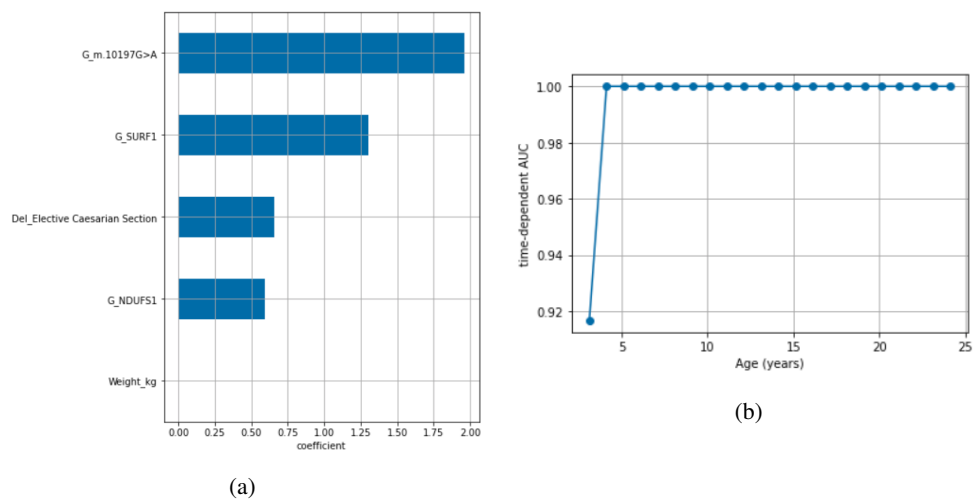 G_m.10197G>A
G_SURF1
Del_Elective Caesarian Section
G_NDUFS1
Weight_kg
0.00 0.25 0.50 0.75 1.00 1.25 1.50 1.75 2.00
coefficient
(a)
1.00
0.98
0.96
0.94
0.92
time-dependent AUC
5 10 15 20 25
Age (years)
(b)